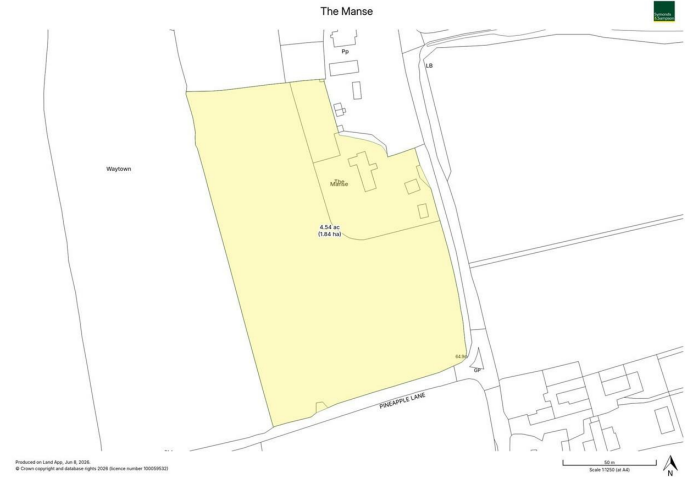 The Manse
Symonds
& Sampson
Pp
LB
Waytown
The
Manse
4.54 ac
(1.84 ha)
GP
PINEAPPLE LANE
Produced on Land App, Jun 8, 2026.
© Crown copyright and database rights 2026 (licence number 100059532)
50 m
Scale 1:1250 (at A4)
N